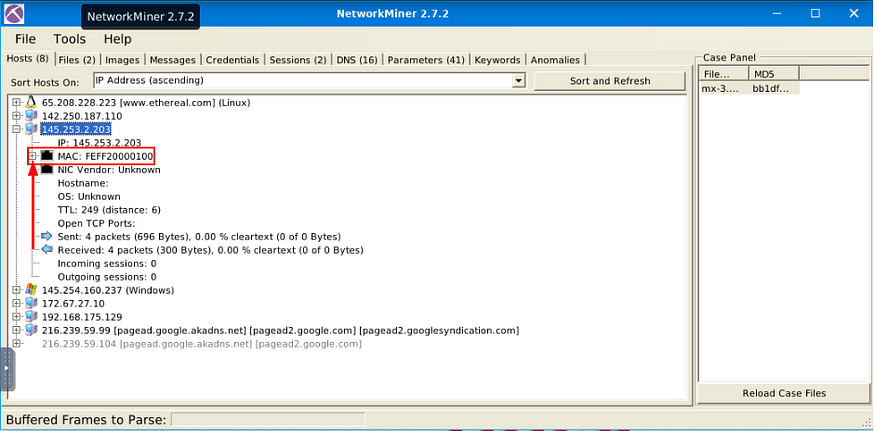 NetworkMiner 2.7.2
NetworkMiner 2.7.2
File Tools Help
Hosts (8) Files (2) Images Messages Credentials Sessions (2) DNS (16) Parameters (41) Keywords Anomalies
Sort Hosts On: IP Address (ascending) Sort and Refresh
65.208.228.223 [www.ethereal.com] (Linux)
142.250.187.110
145.253.2.203
IP: 145.253.2.203
MAC: FEFF20000100
NIC Vendor: Unknown
Hostname:
OS: Unknown
TTL: 249 (distance: 6)
Open TCP Ports:
Sent: 4 packets (696 Bytes), 0.00 % cleartext (0 of 0 Bytes)
Received: 4 packets (300 Bytes), 0.00 % cleartext (0 of 0 Bytes)
Incoming sessions: 0
Outgoing sessions: 0
145.254.160.237 (Windows)
172.67.27.10
192.168.175.129
216.239.59.99 [pagead.google.akadns.net] [pagead2.google.com] [pagead2.googlesyndication.com]
216.239.59.104 [pagead.google.akadns.net] [pagead2.google.com]
Case Panel
File... MD5
mx-3.... bb1df...
Reload Case Files
Buffered Frames to Parse: